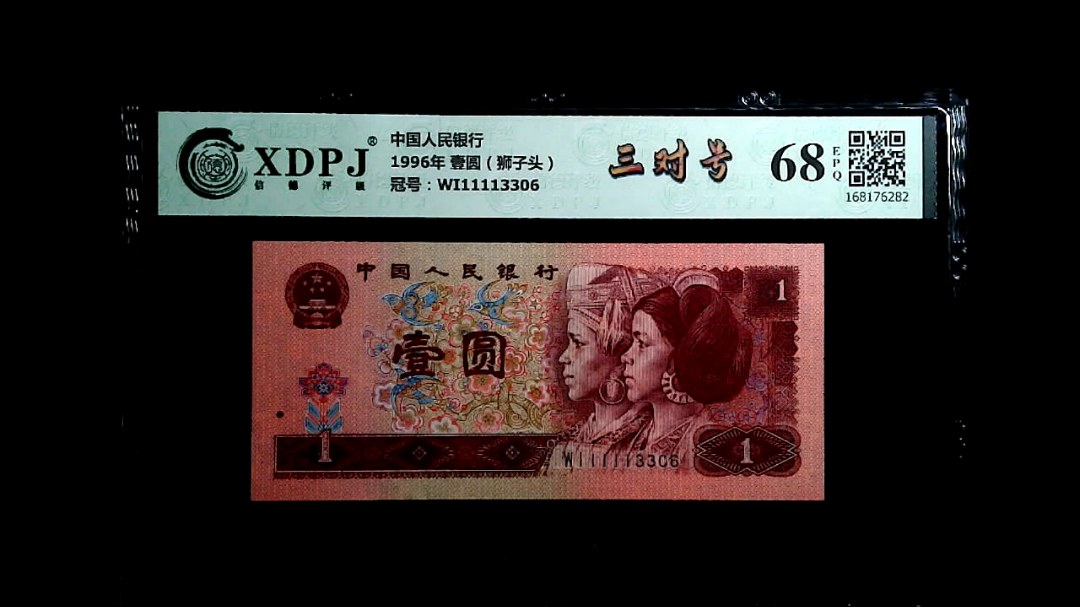 XDPJ®
信德评级
中国人民银行
1996年 壹圆（狮子头）
冠号：WI11113306
三对号
68
EPQ
168176282
中国人民银行
1
壹圆
1
WI11113306
1